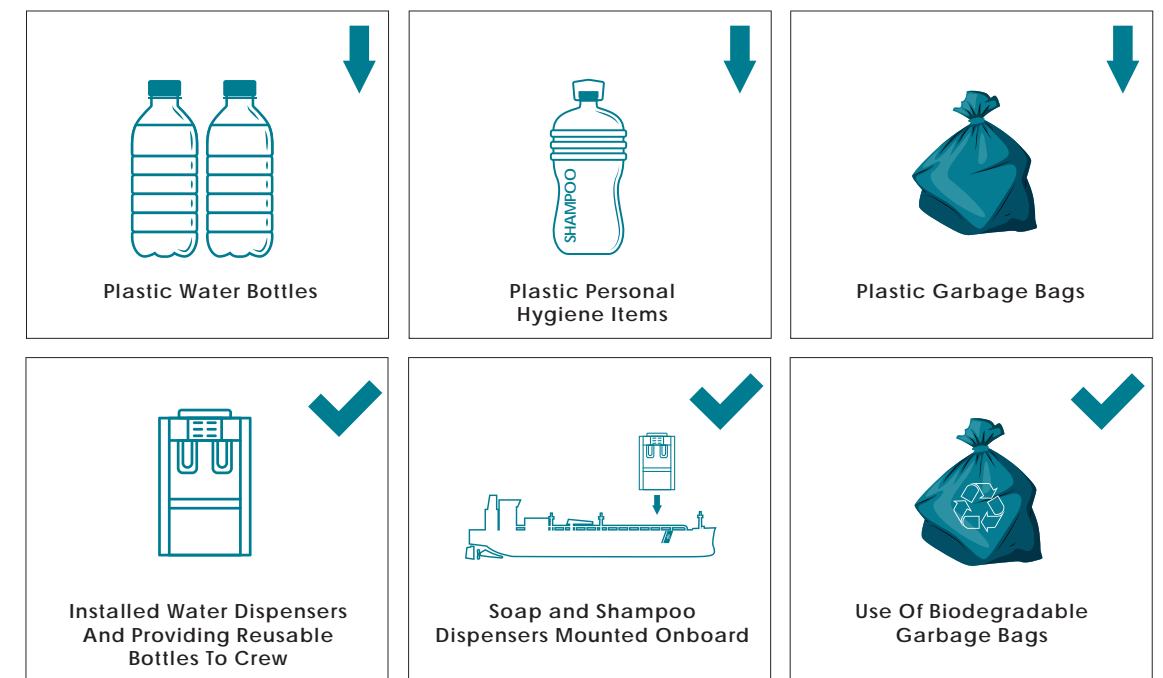 SHAMPOO
Plastic Water Bottles
Plastic Personal
Hygiene Items
Plastic Garbage Bags
Installed Water Dispensers
And Providing Reusable
Bottles To Crew
Soap and Shampoo
Dispensers Mounted Onboard
Use Of Biodegradable
Garbage Bags